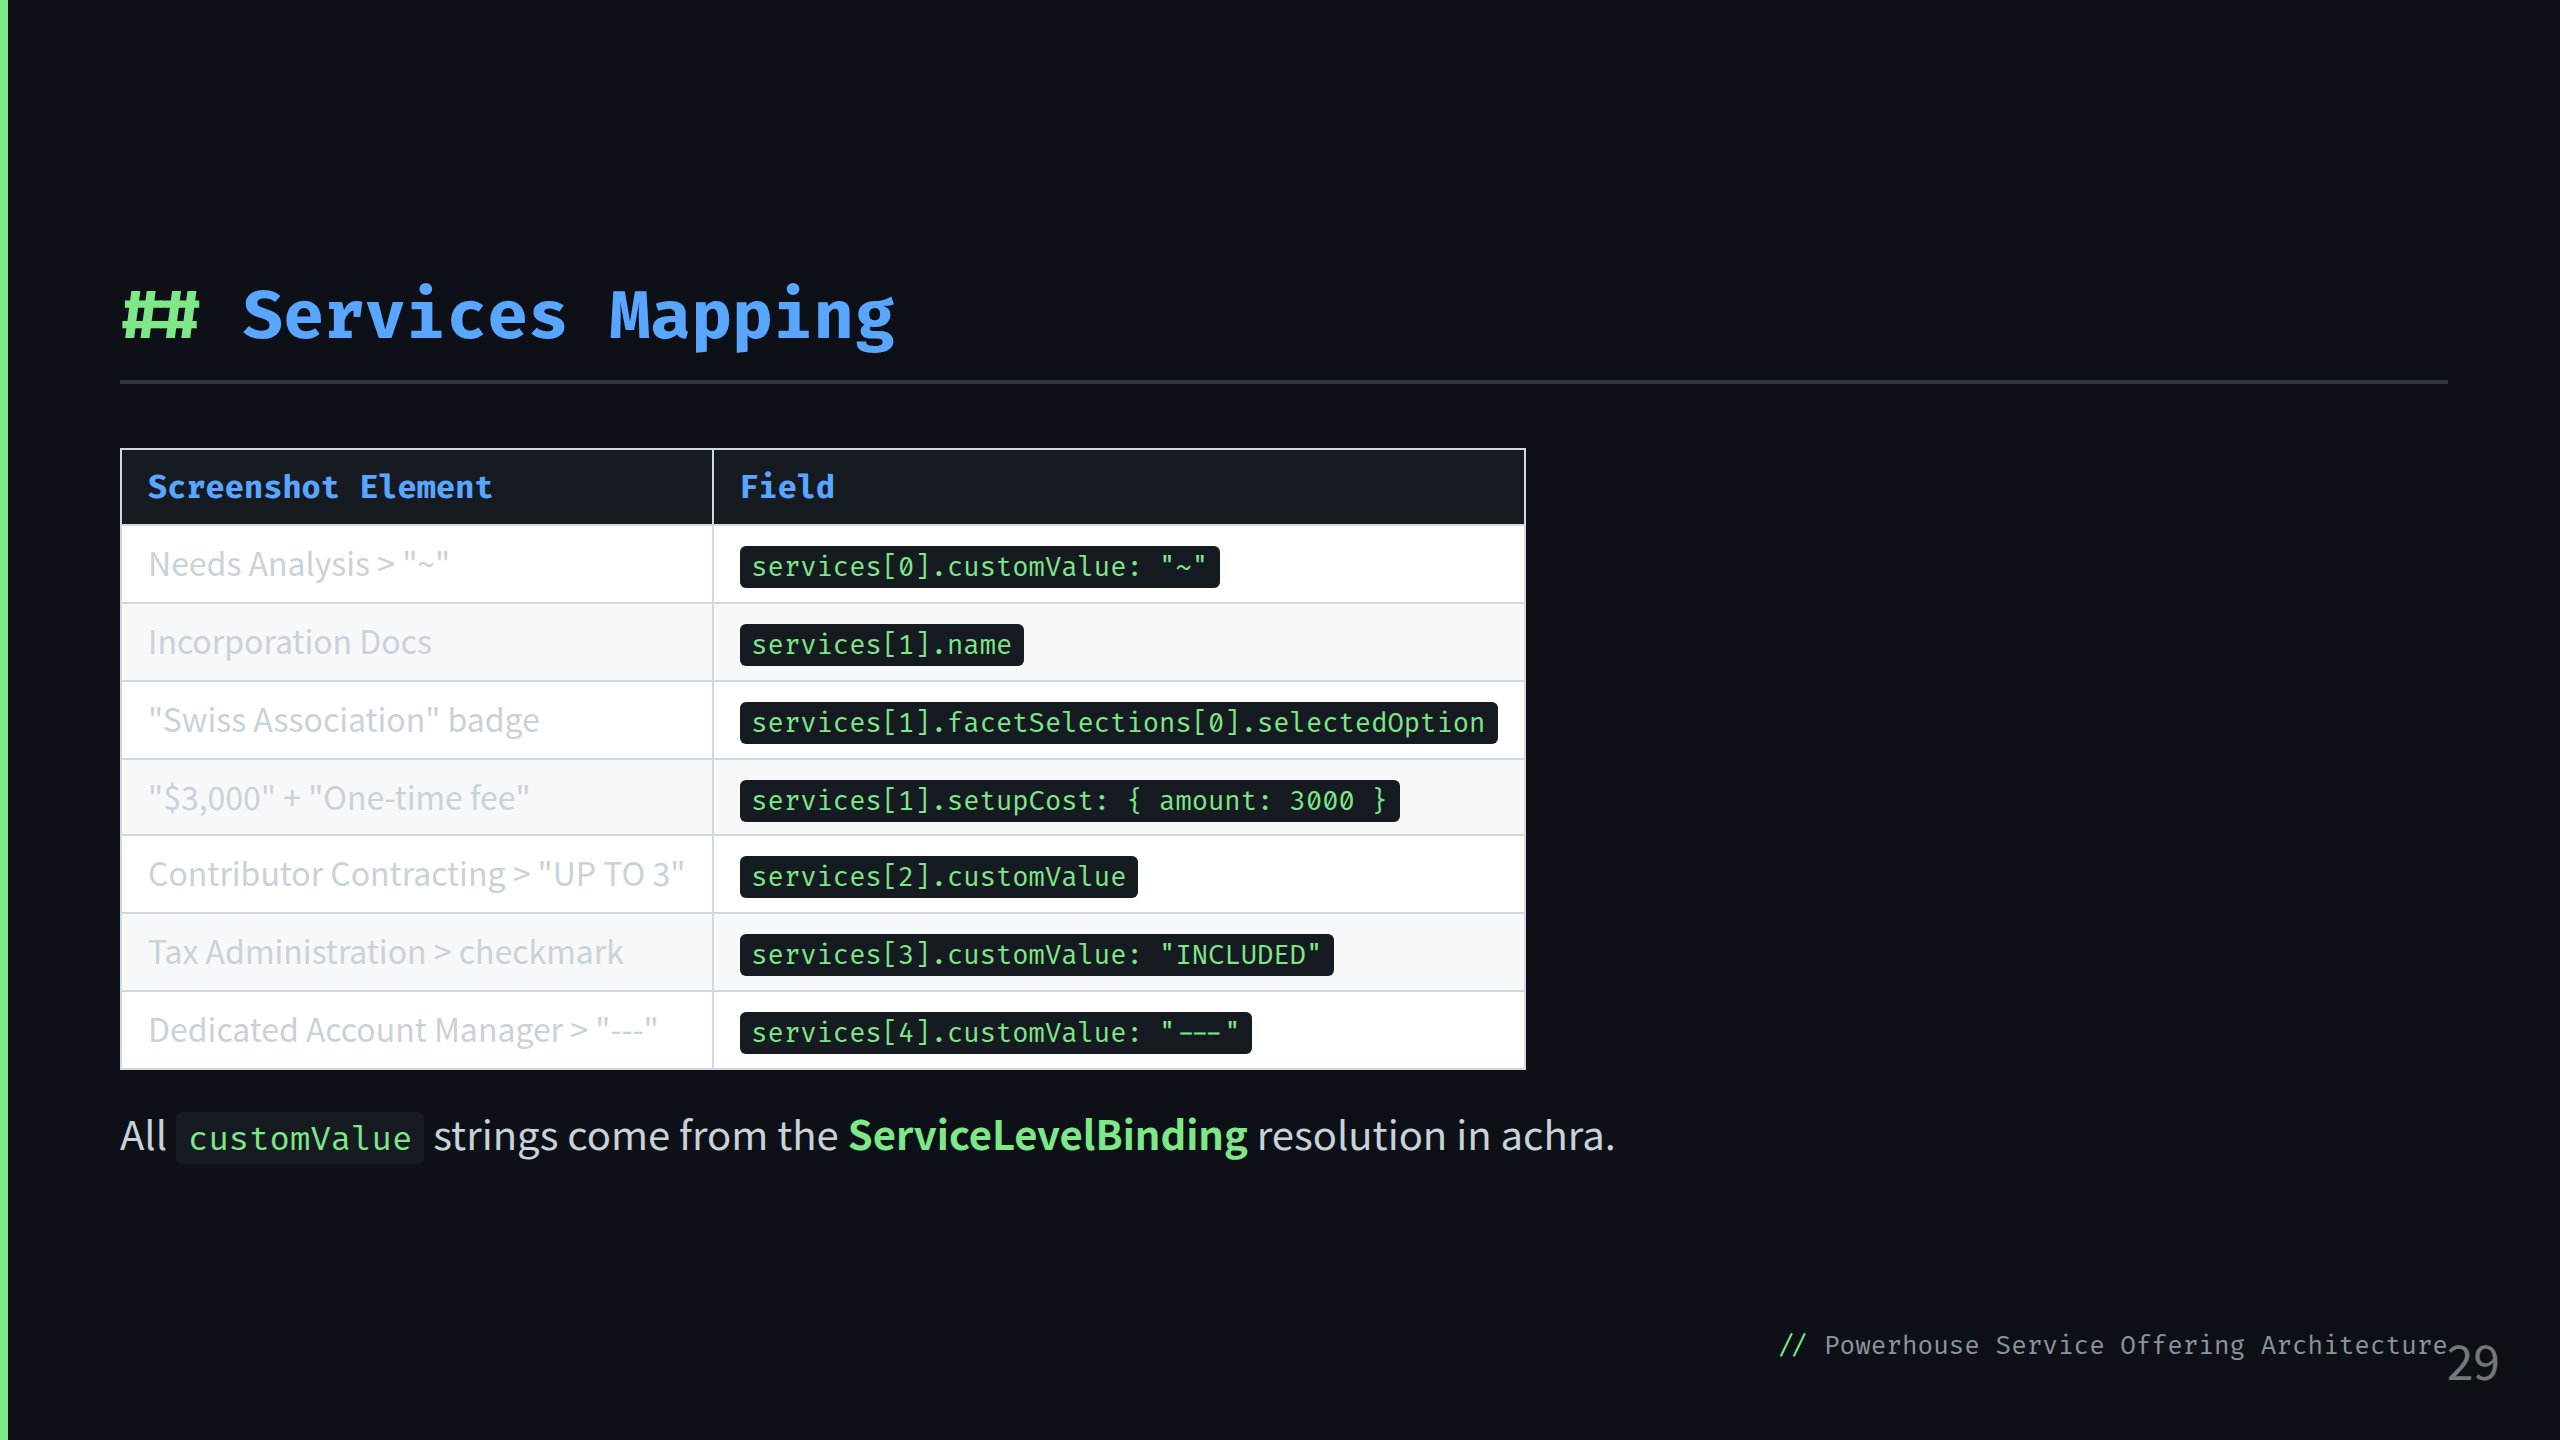 ## Services Mapping
Screenshot Element Field
Needs Analysis > "~" services[0].customValue: "~"
Incorporation Docs services[1].name
"Swiss Association" badge services[1].facetSelections[0].selectedOption
"$3,000" + "One-time fee" services[1].setupCost: { amount: 3000 }
Contributor Contracting > "UP TO 3" services[2].customValue
Tax Administration > checkmark services[3].customValue: "INCLUDED"
Dedicated Account Manager > "---" services[4].customValue: "---"
All customValue strings come from the ServiceLevelBinding resolution in achra.
// Powerhouse Service Offering Architecture
29